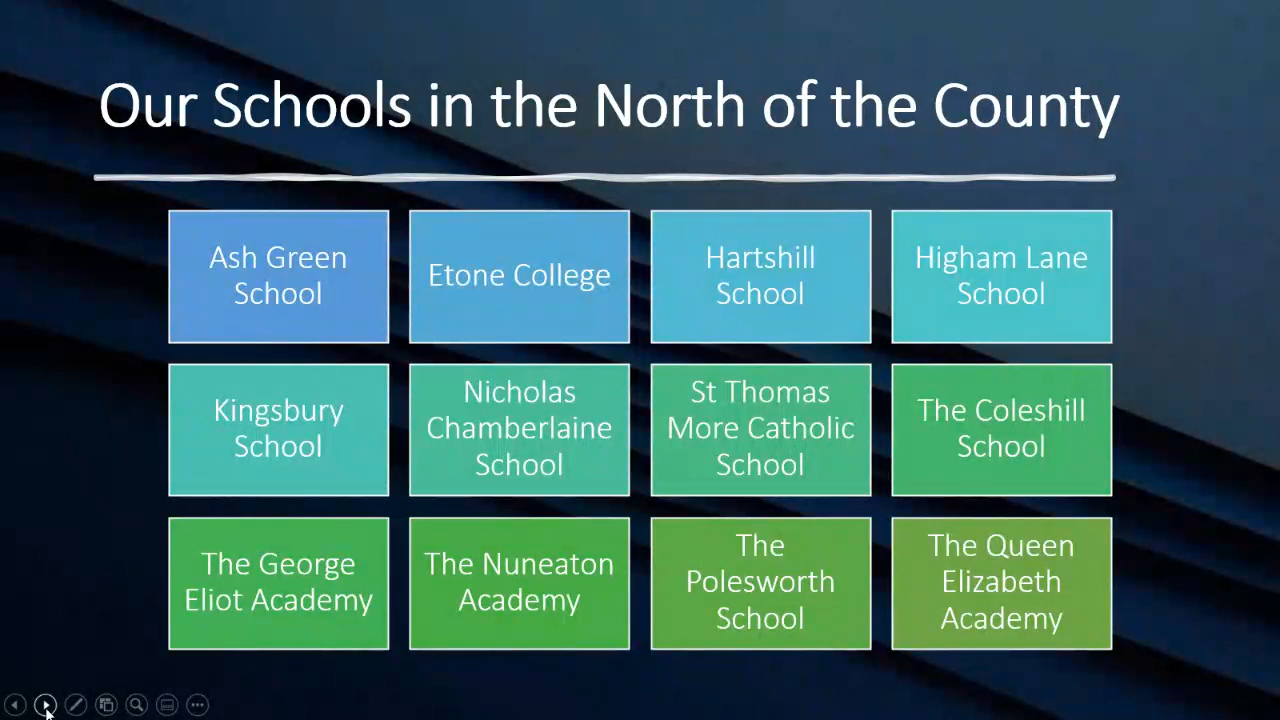 Our Schools in the North of the County
Ash Green
School
Etone College
Hartshill
School
Higham Lane
School
Kingsbury
School
Nicholas
Chamberlaine
School
St Thomas
More Catholic
School
The Coleshill
School
The George
Eliot Academy
The Nuneaton
Academy
The
Polesworth
School
The Queen
Elizabeth
Academy